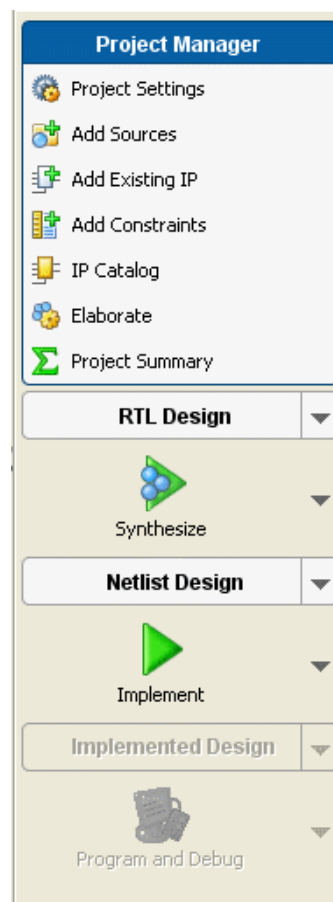 Project Manager
Project Settings
Add Sources
Add Existing IP
Add Constraints
IP Catalog
Elaborate
Project Summary
RTL Design
Synthesize
Netlist Design
Implement
Implemented Design
Program and Debug